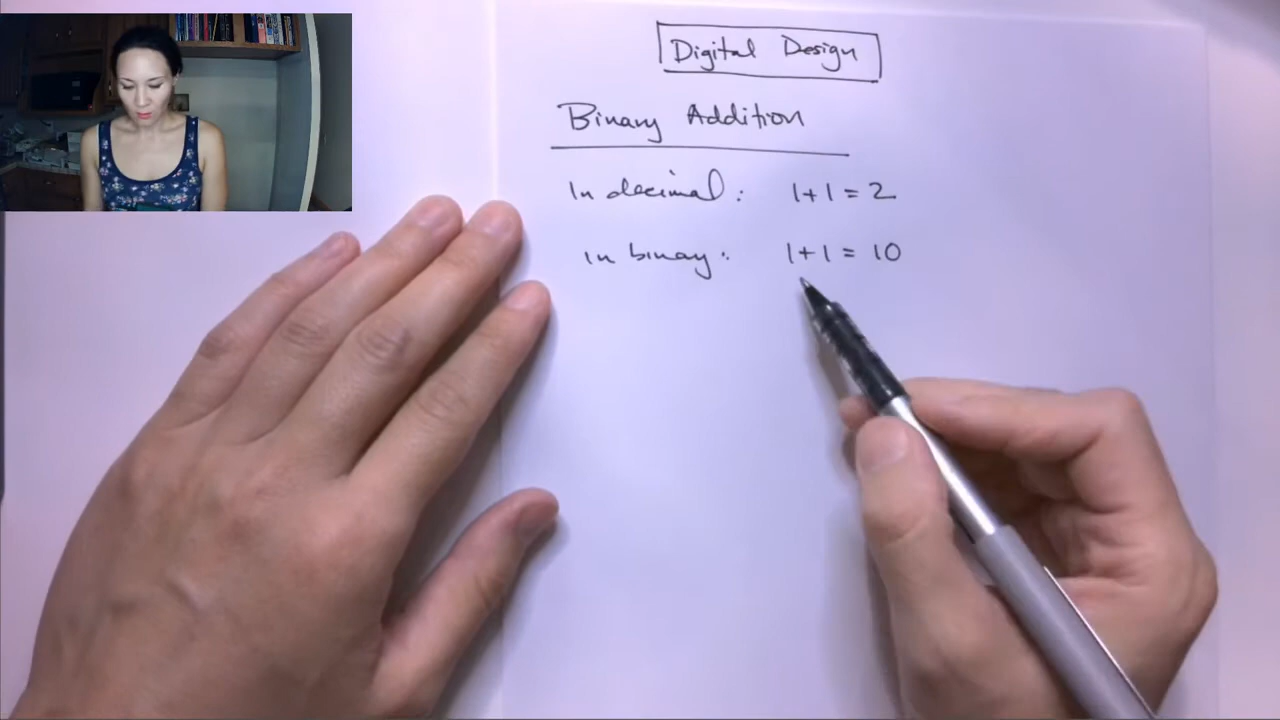 Digital Design
Binary Addition
In decimal: 1+1=2
in binary: 1+1=10